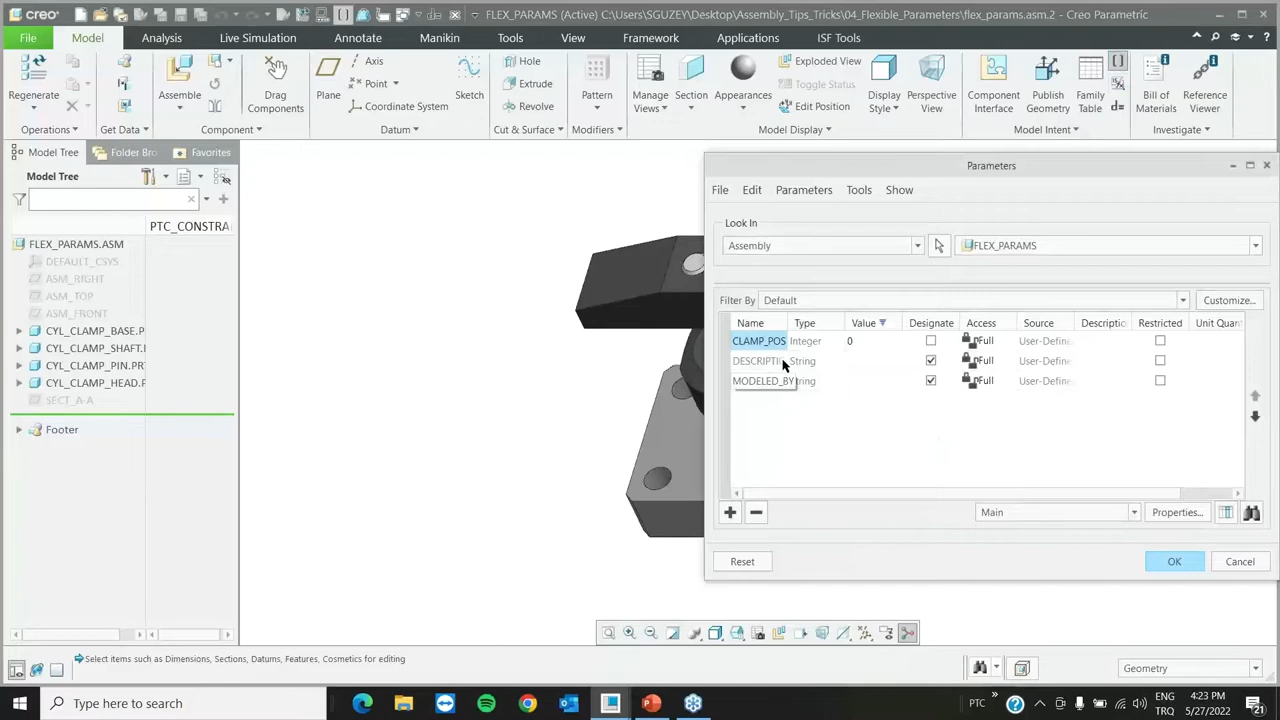 creo
FLEX_PARAMS (Active) C:\Users\SGUZEY\Desktop\Assembly_Tips_Tricks\04_Flexible_Parameters\flex_params.asm.2 - Creo Parametric
File Model Analysis Live Simulation Annotate Manikin Tools View Framework Applications ISF Tools
Regenerate
Operations
Get Data
Assemble
Drag Components
Component
Plane
Axis
Point
Coordinate System
Sketch
Datum
Hole
Extrude
Revolve
Cut & Surface
Pattern
Modifiers
Manage Views
Section
Appearances
Exploded View
Toggle Status
Edit Position
Display Style
Perspective View
Model Display
Component Interface
Publish Geometry
Family Table
Model Intent
Bill of Materials
Reference Viewer
Investigate
Model Tree Folder Bro Favorites
Model Tree
PTC_CONSTRA
FLEX_PARAMS.ASM
DEFAULT_CSYS
ASM_RIGHT
ASM_TOP
ASM_FRONT
CYL_CLAMP_BASE.P
CYL_CLAMP_SHAFT.
CYL_CLAMP_PIN.PR
CYL_CLAMP_HEAD.P
SECT_A-A
Footer
Parameters
File Edit Parameters Tools Show
Look In
Assembly FLEX_PARAMS
Filter By Default Customize...
Name Type Value Designate Access Source Descriptio Restricted Unit Quan
CLAMP_POS Integer 0 Full User-Define
DESCRIPTI String Full User-Define
MODELED_BY tring Full User-Define
Main Properties...
Reset OK Cancel
Select items such as Dimensions, Sections, Datums, Features, Cosmetics for editing
Geometry
Type here to search
PTC
ENG 4:23 PM
TRQ 5/27/2022
21